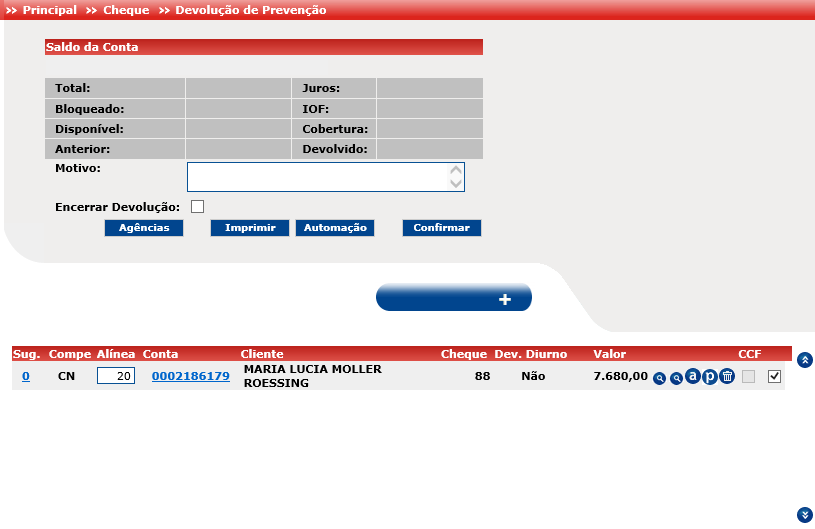 >> Principal >> Cheque >> Devolução de Prevenção
Saldo da Conta
Total: Juros:
Bloqueado: IOF:
Disponível: Cobertura:
Anterior: Devolvido:
Motivo:
Encerrar Devolução:
Agências Imprimir Automação Confirmar
+
Sug. Compe Alínea Conta Cliente Cheque Dev. Diurno Valor CCF
0 CN 20 0002186179 MARIA LUCIA MOLLER 88 Não 7.680,00 a p
ROESSING